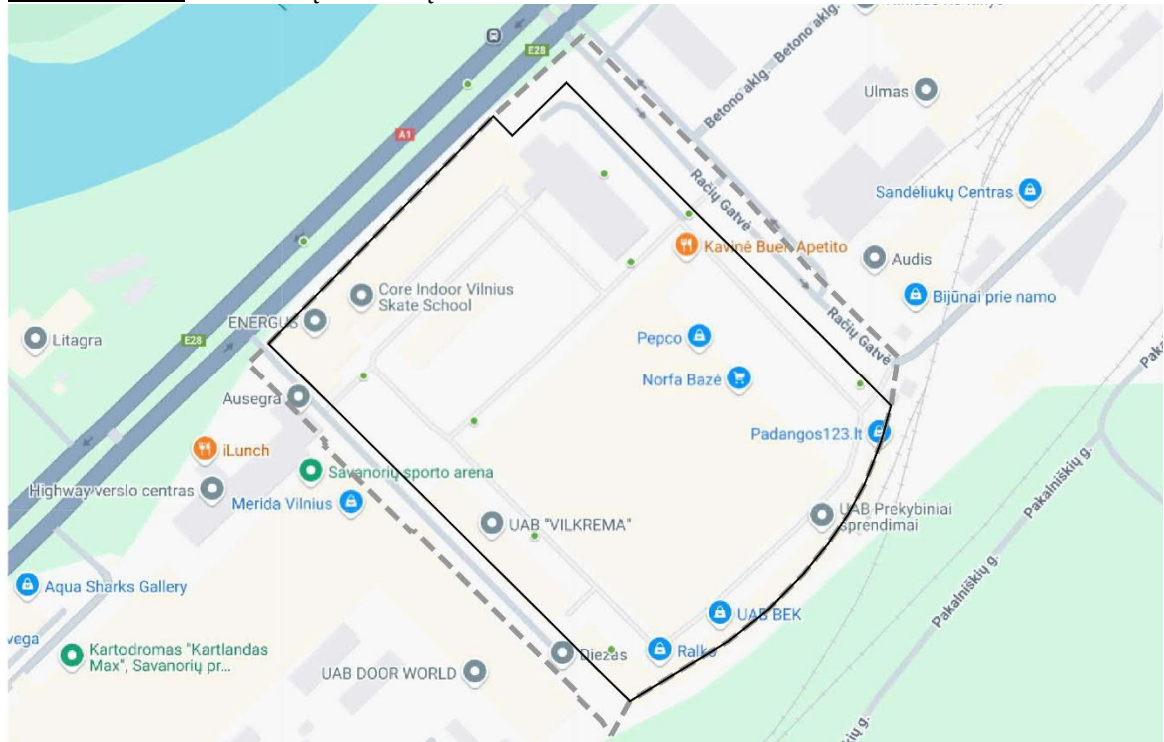 E28
Betono aklg.
Betono aklg.
Ulmas
A1
Račių Gatvė
Sandėliukų Centras
Kavinė Buen Apetito
Audis
Core Indoor Vilnius
Skate School
Bijūnai prie namo
ENERGUS
Račių Gatvė
Litagra
E28
Pepco
Norfa Bazė
Ausegra
Padangos123.lt
iLunch
Savanorių sporto arena
Highway verslo centras
Merida Vilnius
Pakalniškių g.
UAB "VILKREMA"
UAB Prekybiniai
sprendimai
Aqua Sharks Gallery
Pakalniškių g.
UAB BEK
Kartodromas "Kartlandas
Max", Savanorių pr...
Diezas
Ralko
UAB DOOR WORLD